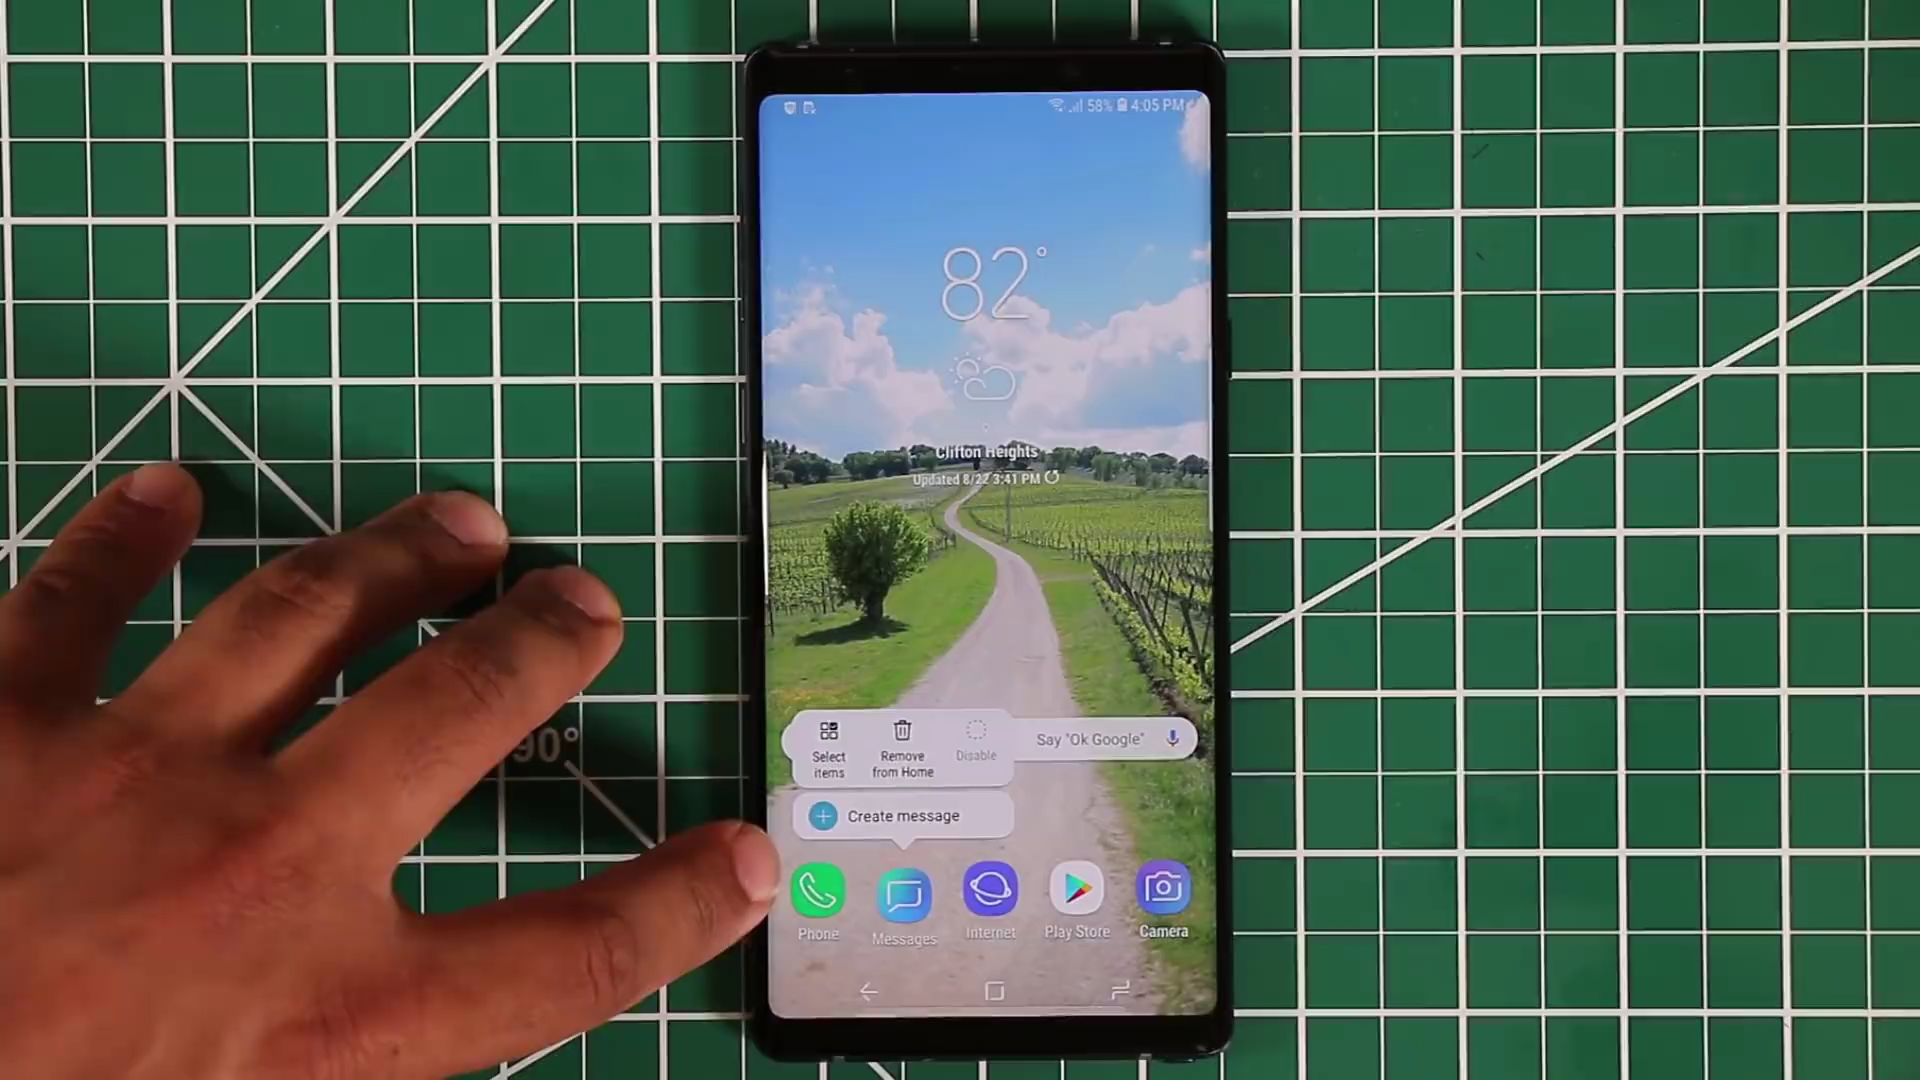 58% 4:05 PM
82°
Clifton Heights
Updated 8/22 3:41 PM
Select
items
Remove
from Home
Disable
Say "Ok Google"
Create message
Phone
Messages
Internet
Play Store
Camera
90°